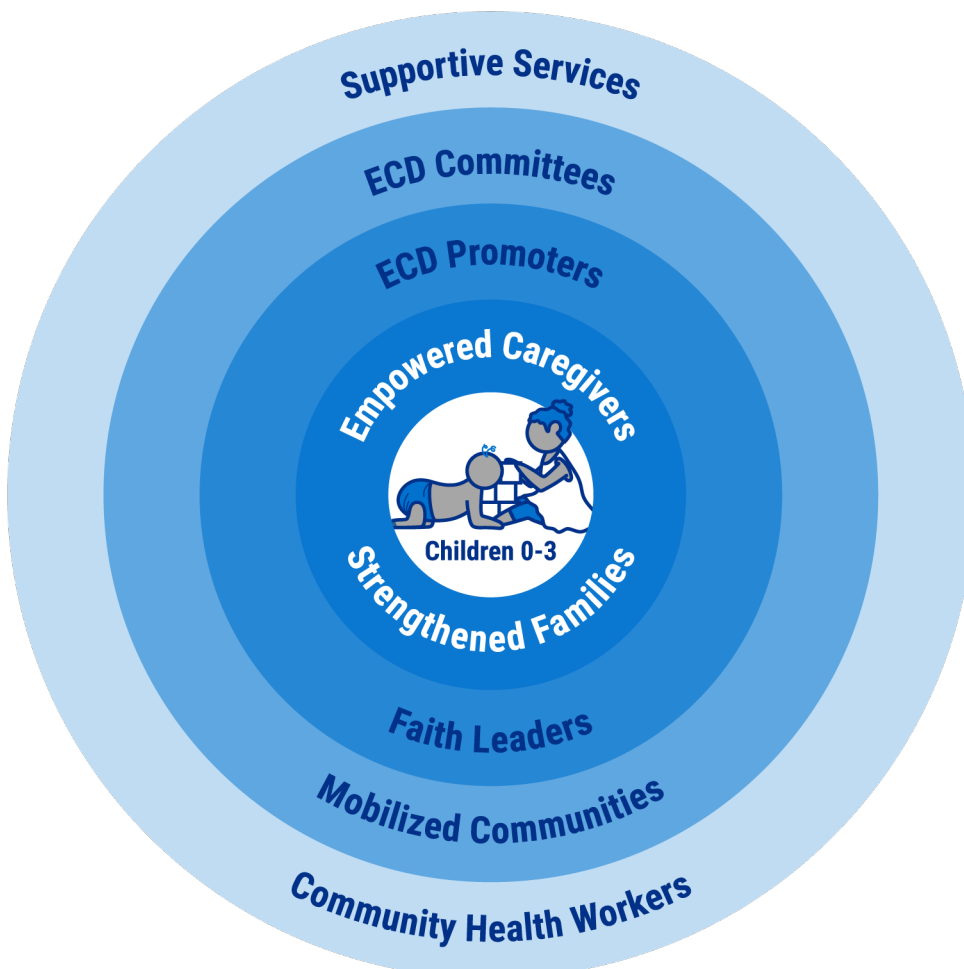 Supportive Services
ECD Committees
ECD Promoters
Empowered Caregivers
Children 0-3
Strengthened Families
Faith Leaders
Mobilized Communities
Community Health Workers